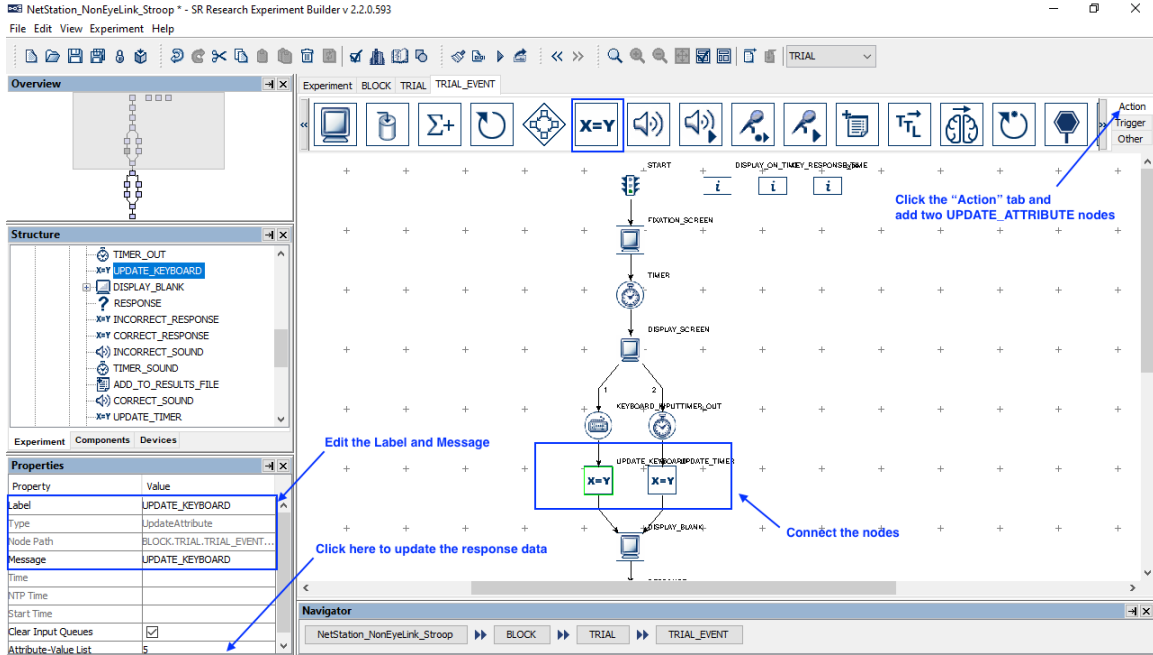 NetStation_NonEyeLink_Stroop * - SR Research Experiment Builder v 2.2.0.593
File Edit View Experiment Help
TRIAL
Overview
Experiment BLOCK TRIAL TRIAL_EVENT
Σ+
X=Y
TTL
Action
Trigger
Other
START
DISPLAY_ON_TIME
KEY_RESPONSE_TIME
Click the “Action” tab and
add two UPDATE_ATTRIBUTE nodes
FIXATION_SCREEN
TIMER
DISPLAY_SCREEN
1
2
KEYBOARD_INPUT
TIMER_OUT
UPDATE_KEYBOARD
UPDATE_TIMER
X=Y
X=Y
DISPLAY_BLANK
Connect the nodes
Structure
TIMER_OUT
X=Y UPDATE_KEYBOARD
DISPLAY_BLANK
? RESPONSE
X=Y INCORRECT_RESPONSE
X=Y CORRECT_RESPONSE
INCORRECT_SOUND
TIMER_SOUND
ADD_TO_RESULTS_FILE
CORRECT_SOUND
X=Y UPDATE_TIMER
Experiment Components Devices
Edit the Label and Message
Properties
Property Value
Label UPDATE_KEYBOARD
Type UpdateAttribute
Node Path BLOCK.TRIAL.TRIAL_EVENT...
Message UPDATE_KEYBOARD
Time
NTP Time
Start Time
Clear Input Queues
Attribute-Value List 5
Click here to update the response data
Navigator
NetStation_NonEyeLink_Stroop BLOCK TRIAL TRIAL_EVENT